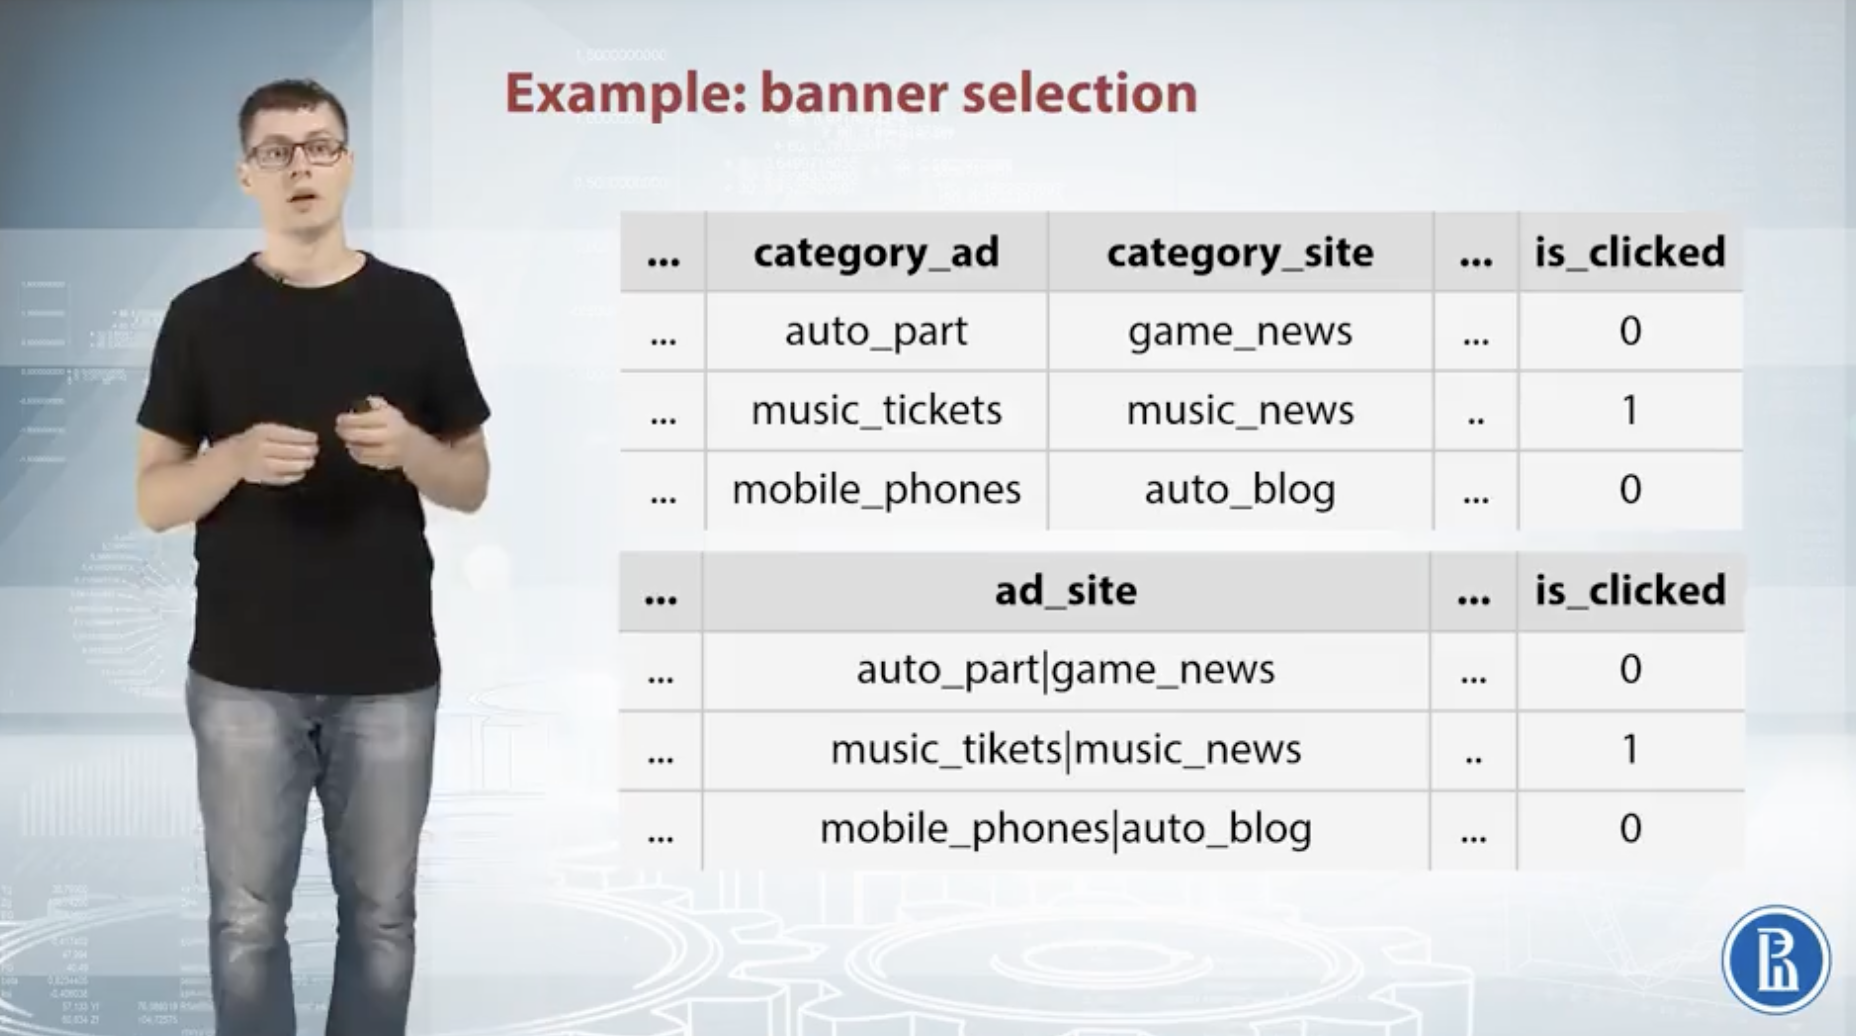 Example: banner selection
... category_ad category_site ... is_clicked
... auto_part game_news ... 0
... music_tickets music_news .. 1
... mobile_phones auto_blog ... 0
... ad_site ... is_clicked
... auto_part|game_news ... 0
... music_tikets|music_news .. 1
... mobile_phones|auto_blog ... 0